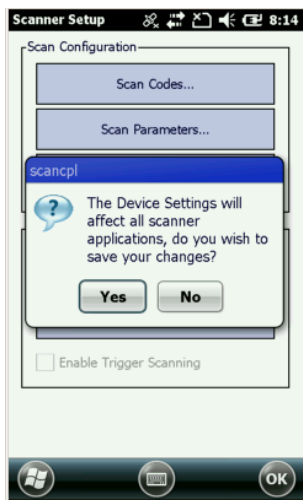 Scanner Setup 8:14
Scan Configuration
Scan Codes...
Scan Parameters...
scancpl
The Device Settings will
affect all scanner
applications, do you wish to
save your changes?
Yes No
Enable Trigger Scanning
OK